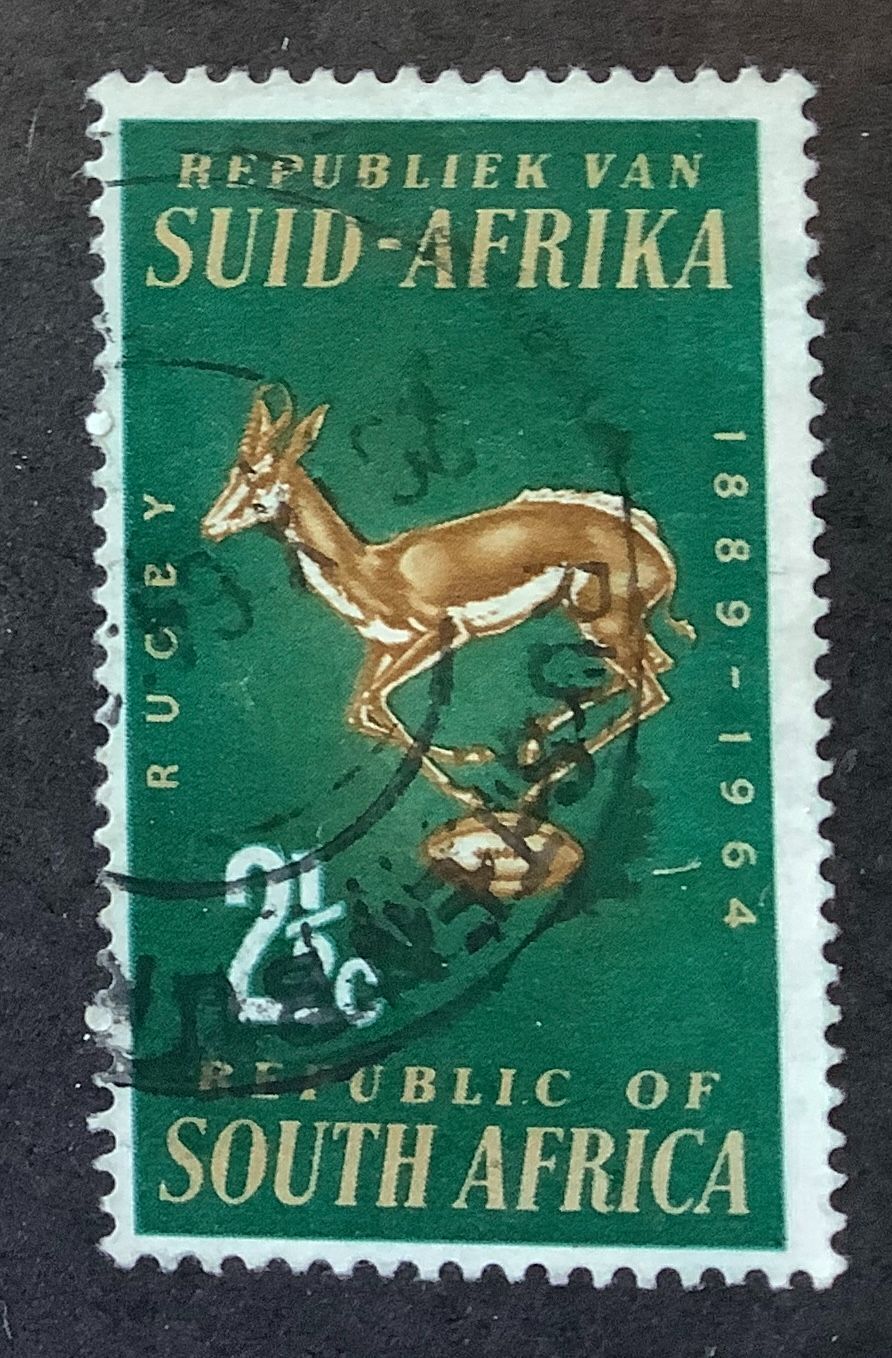 REPUBLIEK VAN
SUID-AFRIKA
RUGBY
1889-1964
2½c
REPUBLIC OF
SOUTH AFRICA